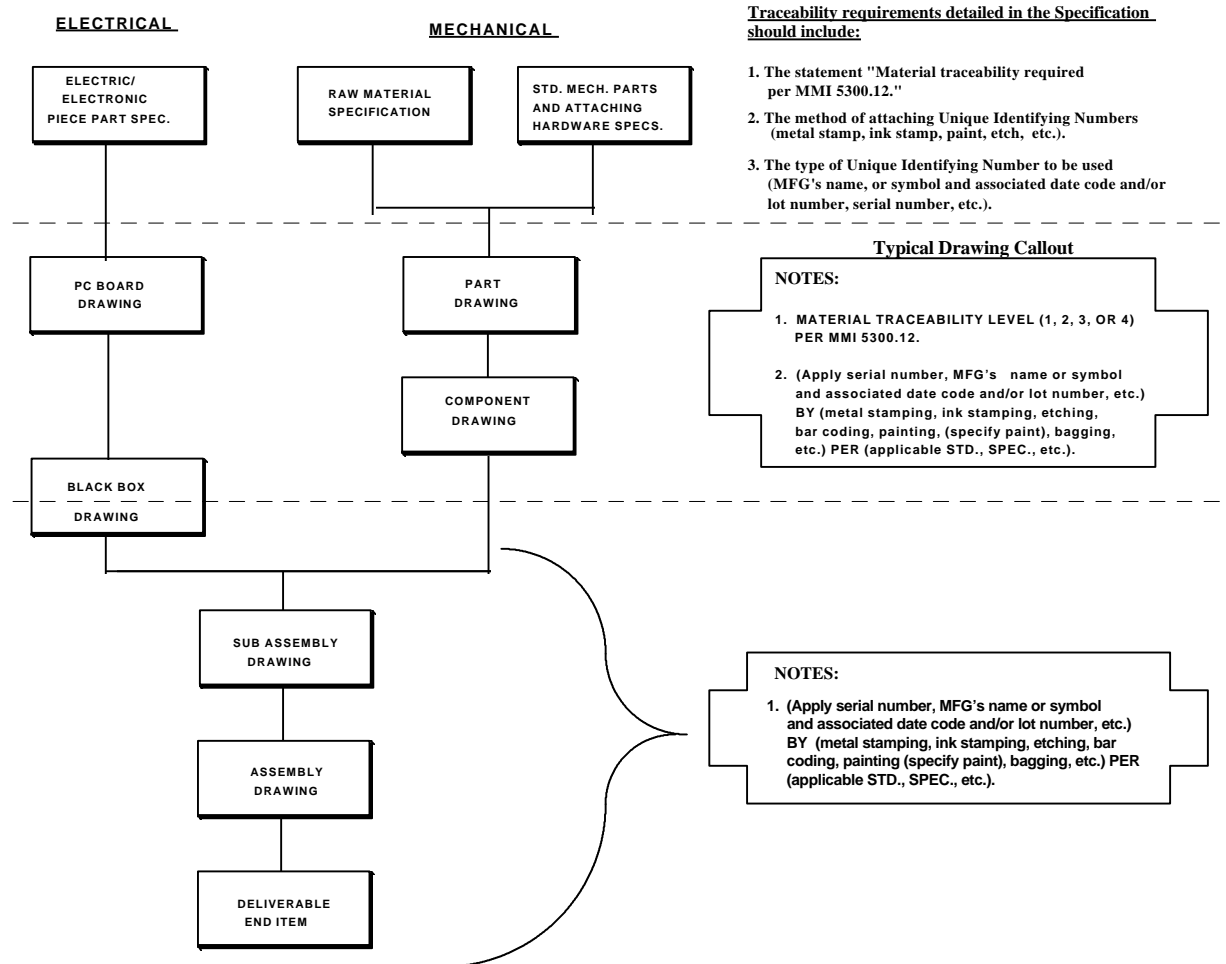 ELECTRICAL
MECHANICAL
Traceability requirements detailed in the Specification
should include:
ELECTRIC/
ELECTRONIC
PIECE PART SPEC.
RAW MATERIAL
SPECIFICATION
STD. MECH. PARTS
AND ATTACHING
HARDWARE SPECS.
1. The statement "Material traceability required
per MMI 5300.12."
2. The method of attaching Unique Identifying Numbers
(metal stamp, ink stamp, paint, etch, etc.).
3. The type of Unique Identifying Number to be used
(MFG's name, or symbol and associated date code and/or
lot number, serial number, etc.).
PC BOARD
DRAWING
PART
DRAWING
COMPONENT
DRAWING
Typical Drawing Callout
NOTES:
1. MATERIAL TRACEABILITY LEVEL (1, 2, 3, OR 4)
PER MMI 5300.12.
2. (Apply serial number, MFG's name or symbol
and associated date code and/or lot number, etc.)
BY (metal stamping, ink stamping, etching,
bar coding, painting, (specify paint), bagging,
etc.) PER (applicable STD., SPEC., etc.).
BLACK BOX
DRAWING
SUB ASSEMBLY
DRAWING
ASSEMBLY
DRAWING
DELIVERABLE
END ITEM
NOTES:
1. (Apply serial number, MFG's name or symbol
and associated date code and/or lot number, etc.)
BY (metal stamping, ink stamping, etching, bar
coding, painting (specify paint), bagging, etc.) PER
(applicable STD., SPEC., etc.).